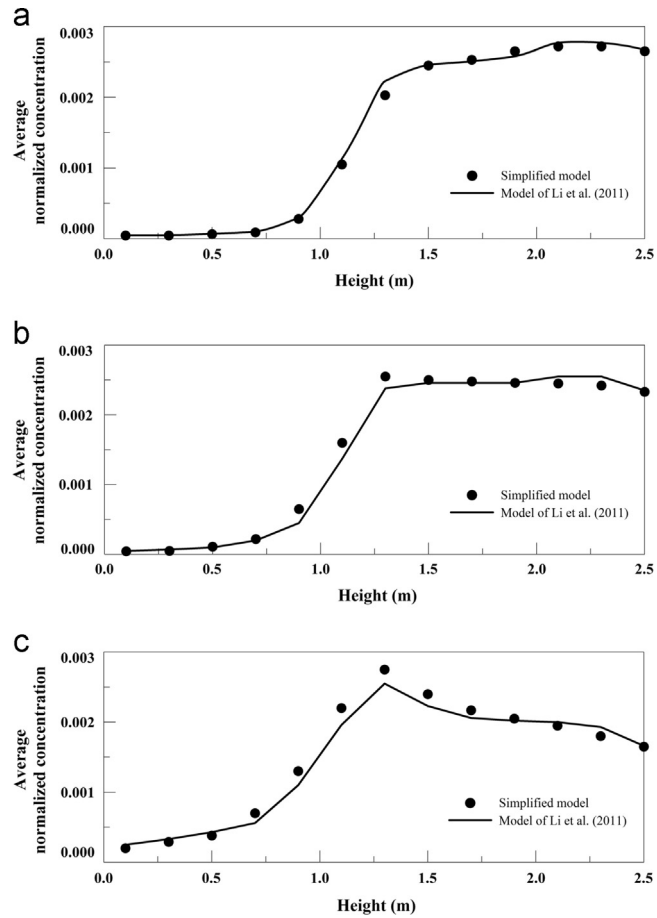 a
0.003
0.002
0.001
0.000
Average
normalized concentration
Simplified model
Model of Li et al. (2011)
0.0 0.5 1.0 1.5 2.0 2.5
Height (m)
b
0.003
0.002
0.001
0.000
Average
normalized concentration
Simplified model
Model of Li et al. (2011)
0.0 0.5 1.0 1.5 2.0 2.5
Height (m)
c
0.003
0.002
0.001
0.000
Average
normalized concentration
Simplified model
Model of Li et al. (2011)
0.0 0.5 1.0 1.5 2.0 2.5
Height (m)